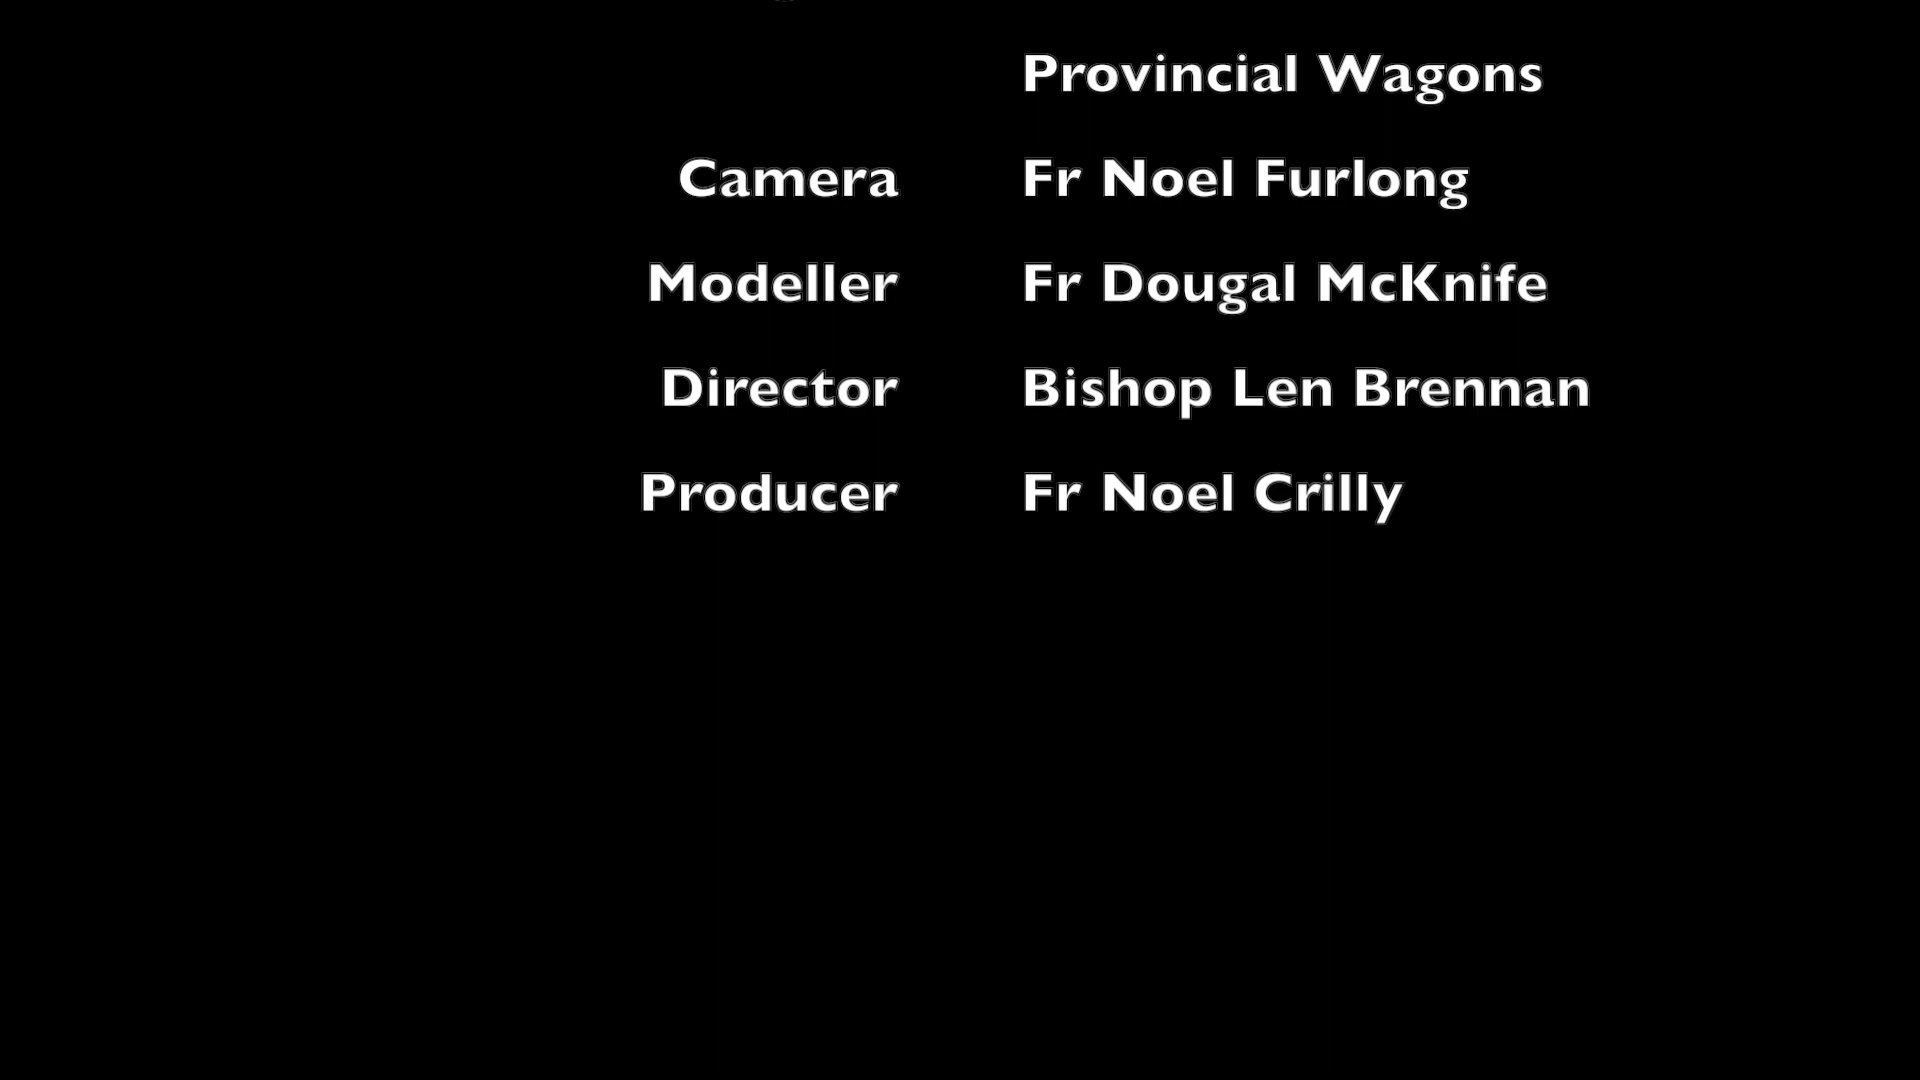 Provincial Wagons
Camera Fr Noel Furlong
Modeller Fr Dougal McKnife
Director Bishop Len Brennan
Producer Fr Noel Crilly